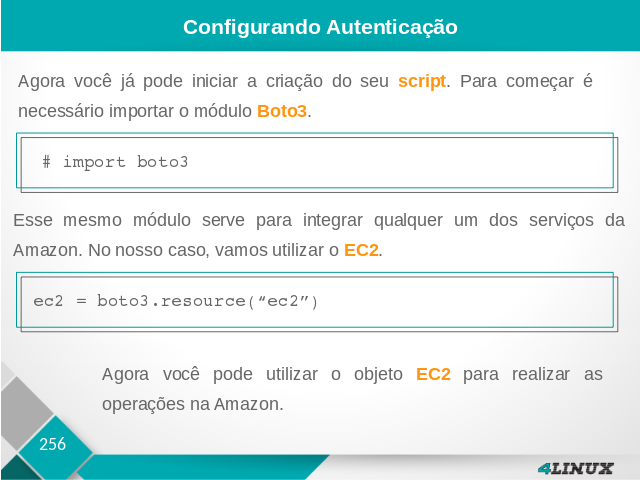 Configurando Autenticação
Agora você já pode iniciar a criação do seu script. Para começar é
necessário importar o módulo Boto3.
# import boto3
Esse mesmo módulo serve para integrar qualquer um dos serviços da
Amazon. No nosso caso, vamos utilizar o EC2.
ec2 = boto3.resource(“ec2”)
Agora você pode utilizar o objeto EC2 para realizar as
operações na Amazon.
256
4LINUX